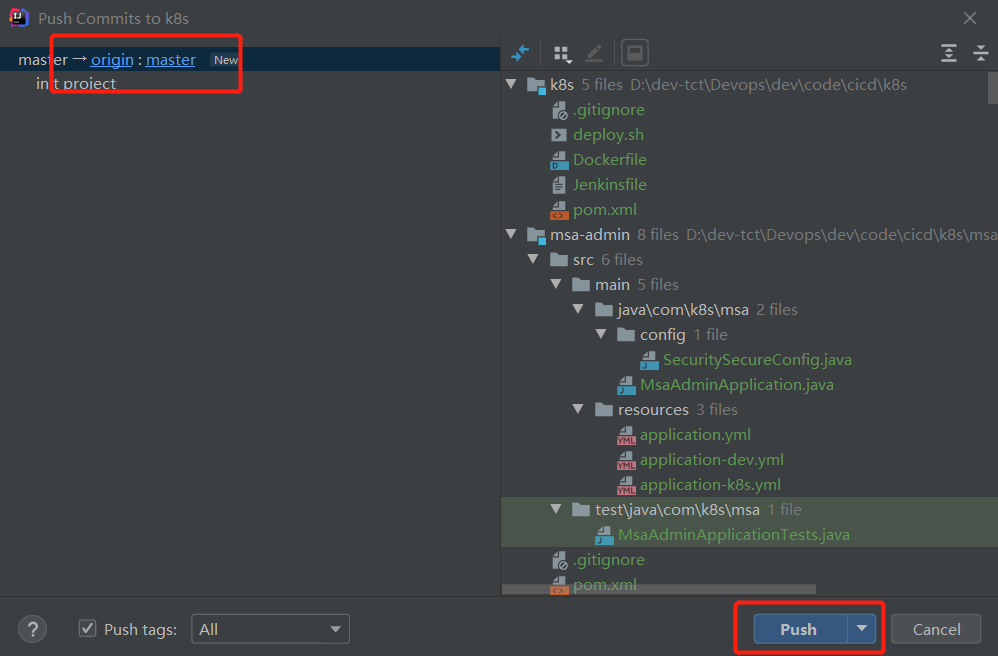 Push Commits to k8s
master → origin : master New
init project
k8s 5 files D:\dev-tct\Devops\dev\code\cicd\k8s
.gitignore
deploy.sh
Dockerfile
Jenkinsfile
pom.xml
msa-admin 8 files D:\dev-tct\Devops\dev\code\cicd\k8s\msa
src 6 files
main 5 files
java\com\k8s\msa 2 files
config 1 file
SecuritySecureConfig.java
MsaAdminApplication.java
resources 3 files
application.yml
application-dev.yml
application-k8s.yml
test\java\com\k8s\msa 1 file
MsaAdminApplicationTests.java
.gitignore
pom.xml
? Push tags: All Push Cancel